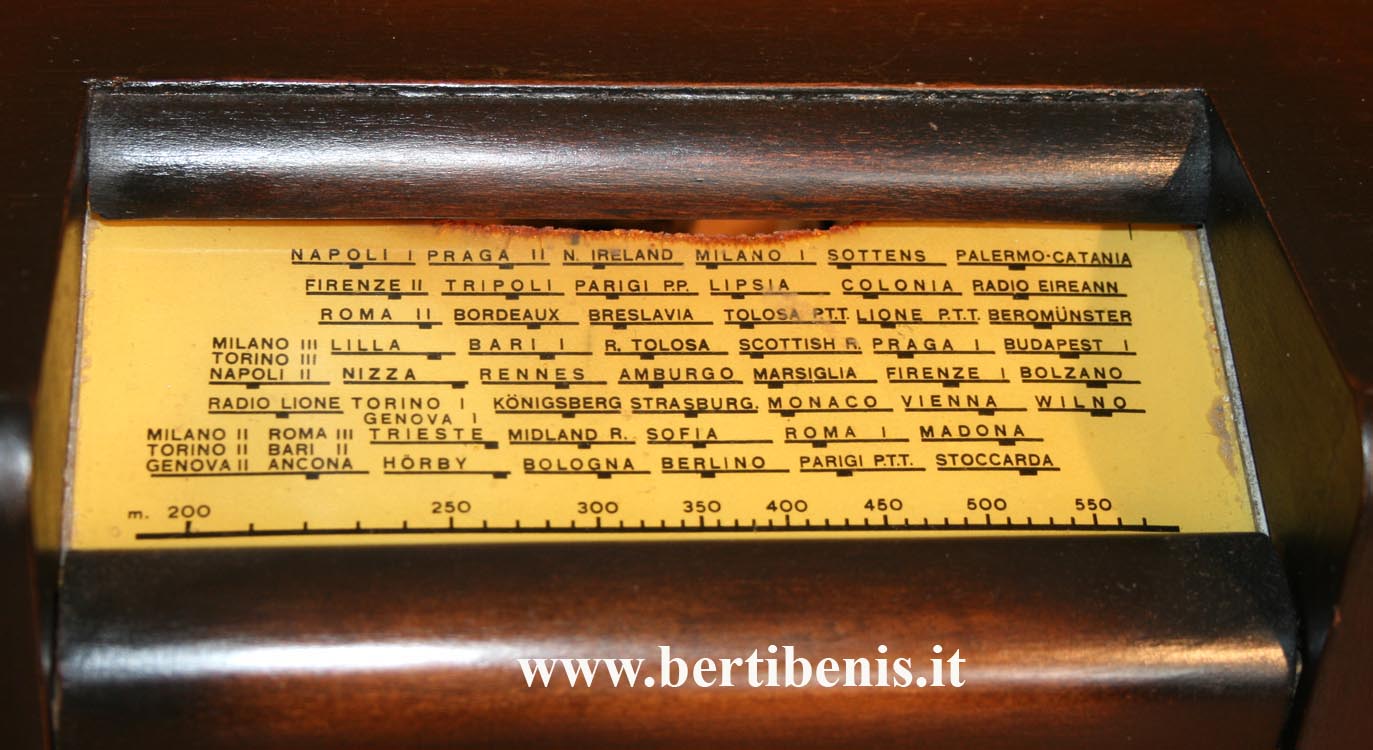 NAPOLI I PRAGA II N. IRELAND MILANO I SOTTENS PALERMO-CATANIA
FIRENZE II TRIPOLI PARIGI P.P. LIPSIA COLONIA RADIO EIREANN
ROMA II BORDEAUX BRESLAVIA TOLOSA P.T.T. LIONE P.T.T. BEROMÜNSTER
MILANO III LILLA BARI I R. TOLOSA SCOTTISH R. PRAGA I BUDAPEST I
TORINO III
NAPOLI II NIZZA RENNES AMBURGO MARSIGLIA FIRENZE I BOLZANO
RADIO LIONE TORINO I KÖNIGSBERG STRASBURG. MONACO VIENNA WILNO
GENOVA I
MILANO II ROMA III TRIESTE MIDLAND R. SOFIA ROMA I MADONA
TORINO II BARI II
GENOVA II ANCONA HÖRBY BOLOGNA BERLINO PARIGI P.T.T. STOCCARDA
m. 200 250 300 350 400 450 500 550
www.bertibenis.it